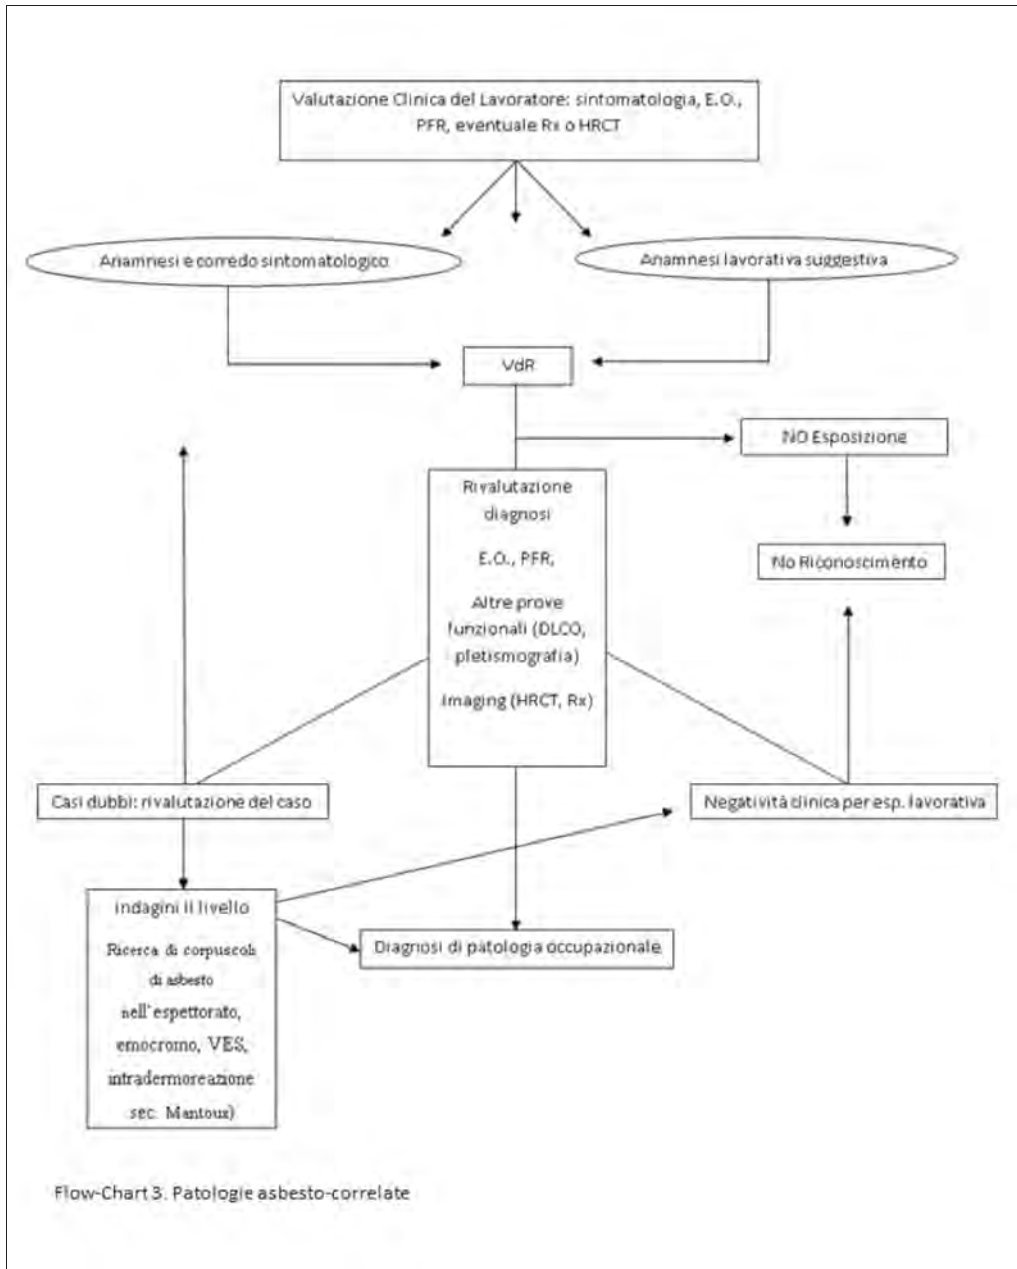 Valutazione Clinica del Lavoratore: sintomatologia, E.O.,
PFR, eventuale Rx o HRCT
Anamnesi e corredo sintomatologico
Anamnesi lavorativa suggestiva
VdR
NO Esposizione
Rivalutazione
diagnosi
E.O., PFR,
Altre prove
funzionali (DLCO,
pletismografia)
Imaging (HRCT, Rx)
No Riconoscimento
Casi dubbi: rivalutazione del caso
Negatività clinica per esp. lavorativa
indagini II livello
Ricerca di corpuscoli
di asbesto
nell'espettorato,
emocromo, VES,
intradermoreazione
sec. Mantoux)
Diagnosi di patologia occupazionale
Flow-Chart 3. Patologie asbesto-correlate